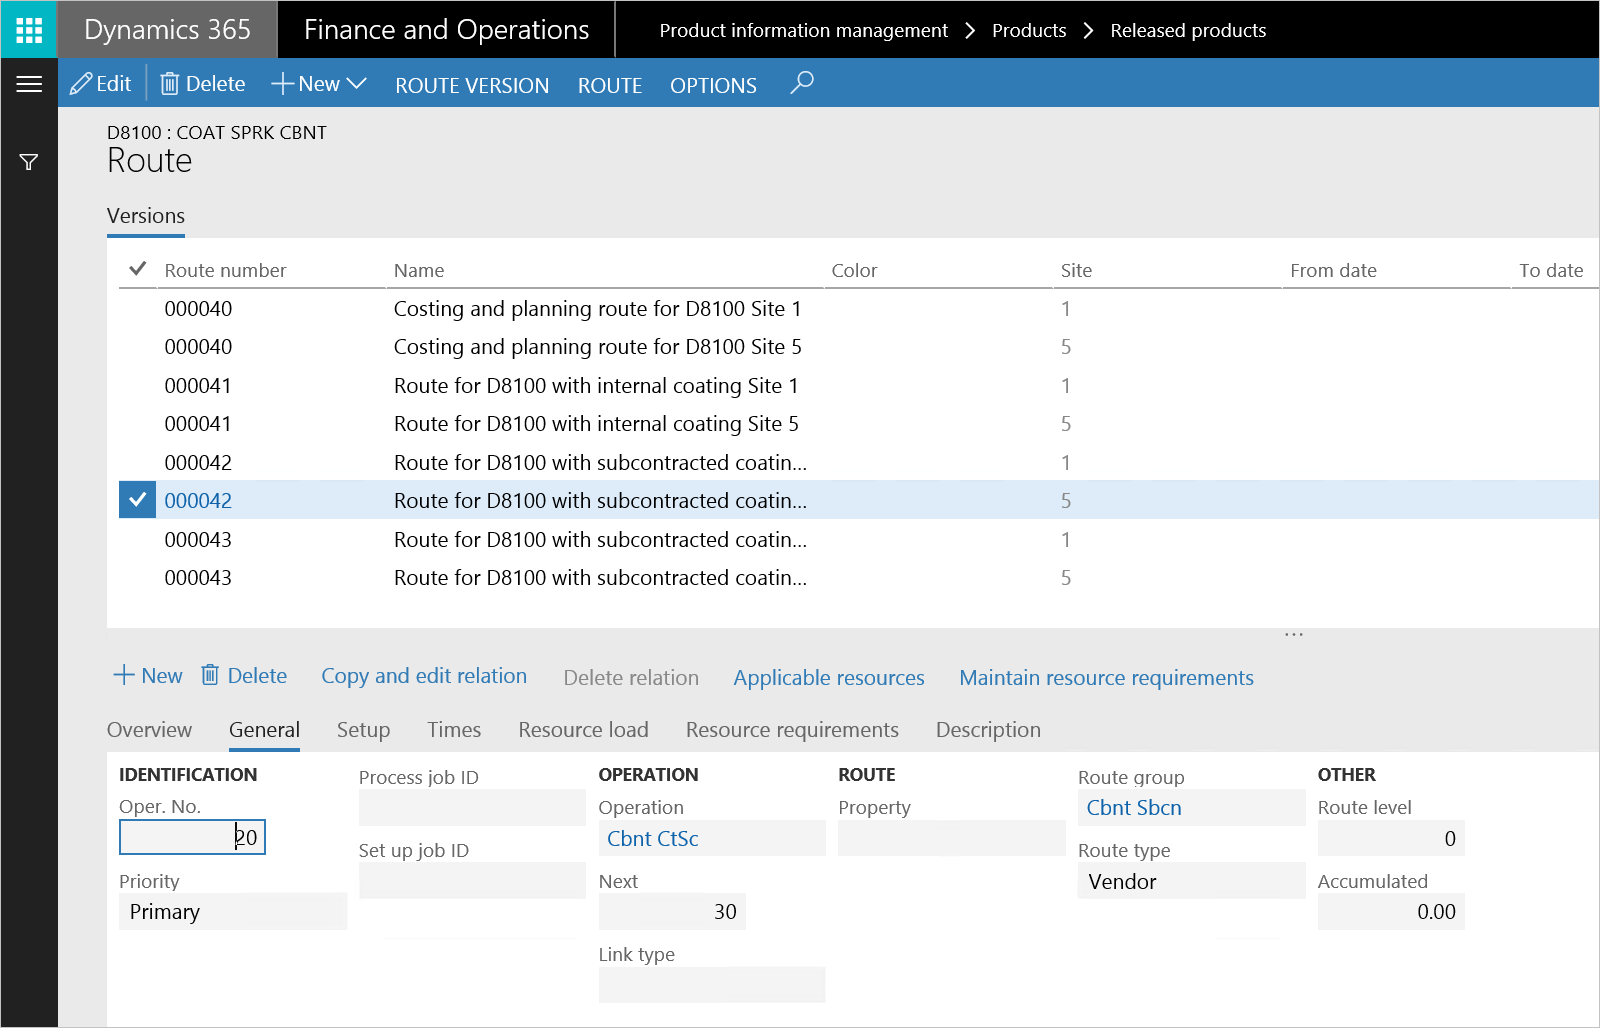 Dynamics 365 Finance and Operations Product information management > Products > Released products
Edit Delete New ROUTE VERSION ROUTE OPTIONS
D8100 : COAT SPRK CBNT
Route
Versions
Route number Name Color Site From date To date
000040 Costing and planning route for D8100 Site 1 1
000040 Costing and planning route for D8100 Site 5 5
000041 Route for D8100 with internal coating Site 1 1
000041 Route for D8100 with internal coating Site 5 5
000042 Route for D8100 with subcontracted coatin... 1
000042 Route for D8100 with subcontracted coatin... 5
000043 Route for D8100 with subcontracted coatin... 1
000043 Route for D8100 with subcontracted coatin... 5
...
New Delete Copy and edit relation Delete relation Applicable resources Maintain resource requirements
Overview General Setup Times Resource load Resource requirements Description
IDENTIFICATION
Oper. No.
20
Priority
Primary
Process job ID
Set up job ID
OPERATION
Operation
Cbnt CtSc
Next
30
Link type
ROUTE
Property
Route group
Cbnt Sbcn
Route type
Vendor
OTHER
Route level
0
Accumulated
0.00